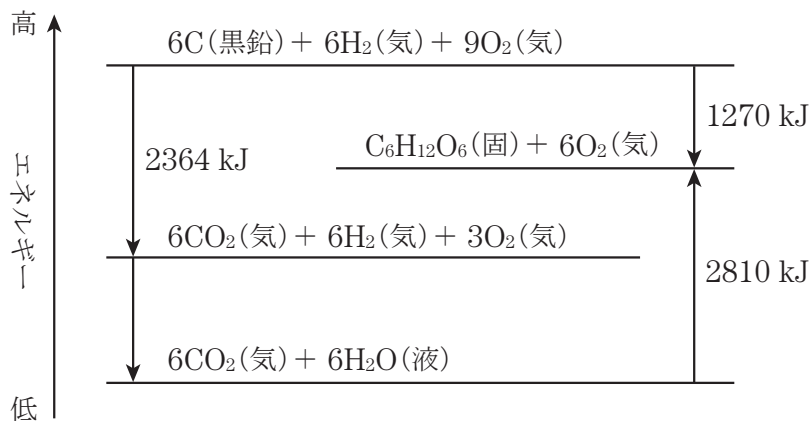 高
6C(黒鉛)+ 6H₂(気)+ 9O₂(気)
1270 kJ
C₆H₁₂O₆(固)+ 6O₂(気)
2364 kJ
エネルギー
6CO₂(気)+ 6H₂(気)+ 3O₂(気)
2810 kJ
6CO₂(気)+ 6H₂O(液)
低